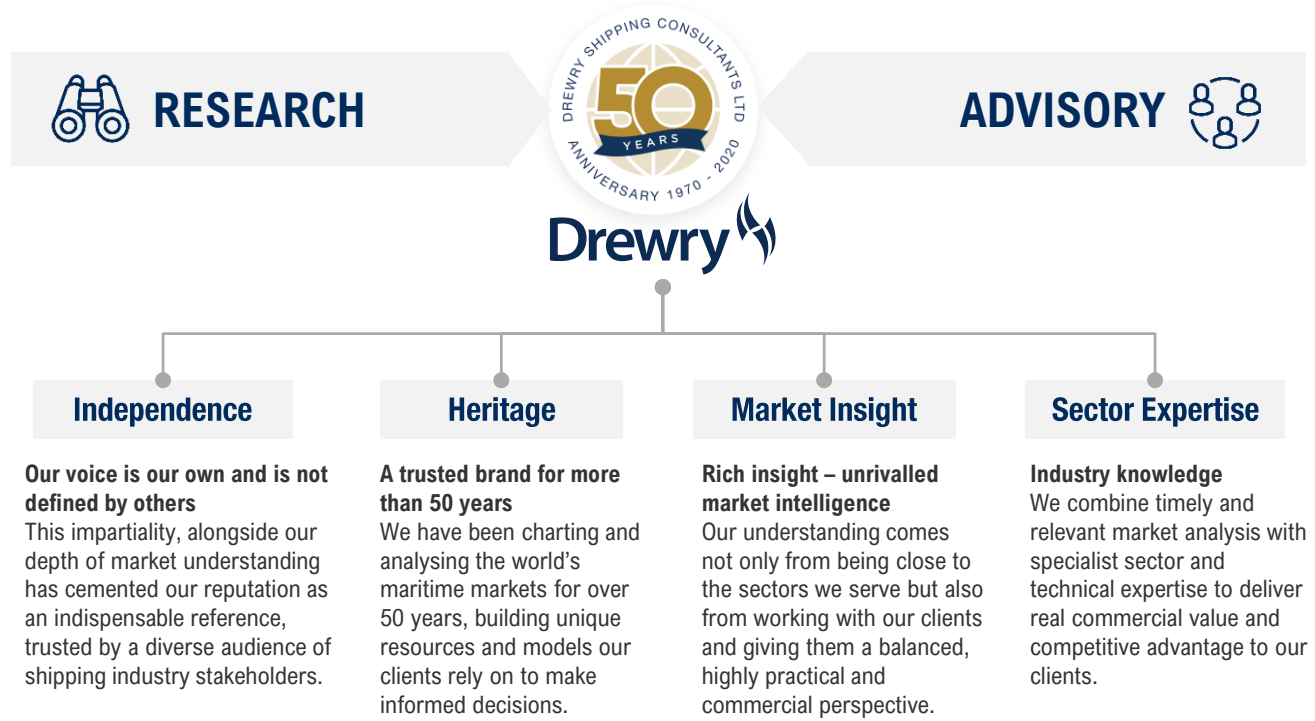 RESEARCH
DREWRY SHIPPING CONSULTANTS LTD
50
YEARS
ANNIVERSARY 1970 - 2020
ADVISORY
Drewry
Independence
Our voice is our own and is not
defined by others
This impartiality, alongside our
depth of market understanding
has cemented our reputation as
an indispensable reference,
trusted by a diverse audience of
shipping industry stakeholders.
Heritage
A trusted brand for more
than 50 years
We have been charting and
analysing the world’s
maritime markets for over
50 years, building unique
resources and models our
clients rely on to make
informed decisions.
Market Insight
Rich insight – unrivalled
market intelligence
Our understanding comes
not only from being close to
the sectors we serve but also
from working with our clients
and giving them a balanced,
highly practical and
commercial perspective.
Sector Expertise
Industry knowledge
We combine timely and
relevant market analysis with
specialist sector and
technical expertise to deliver
real commercial value and
competitive advantage to our
clients.